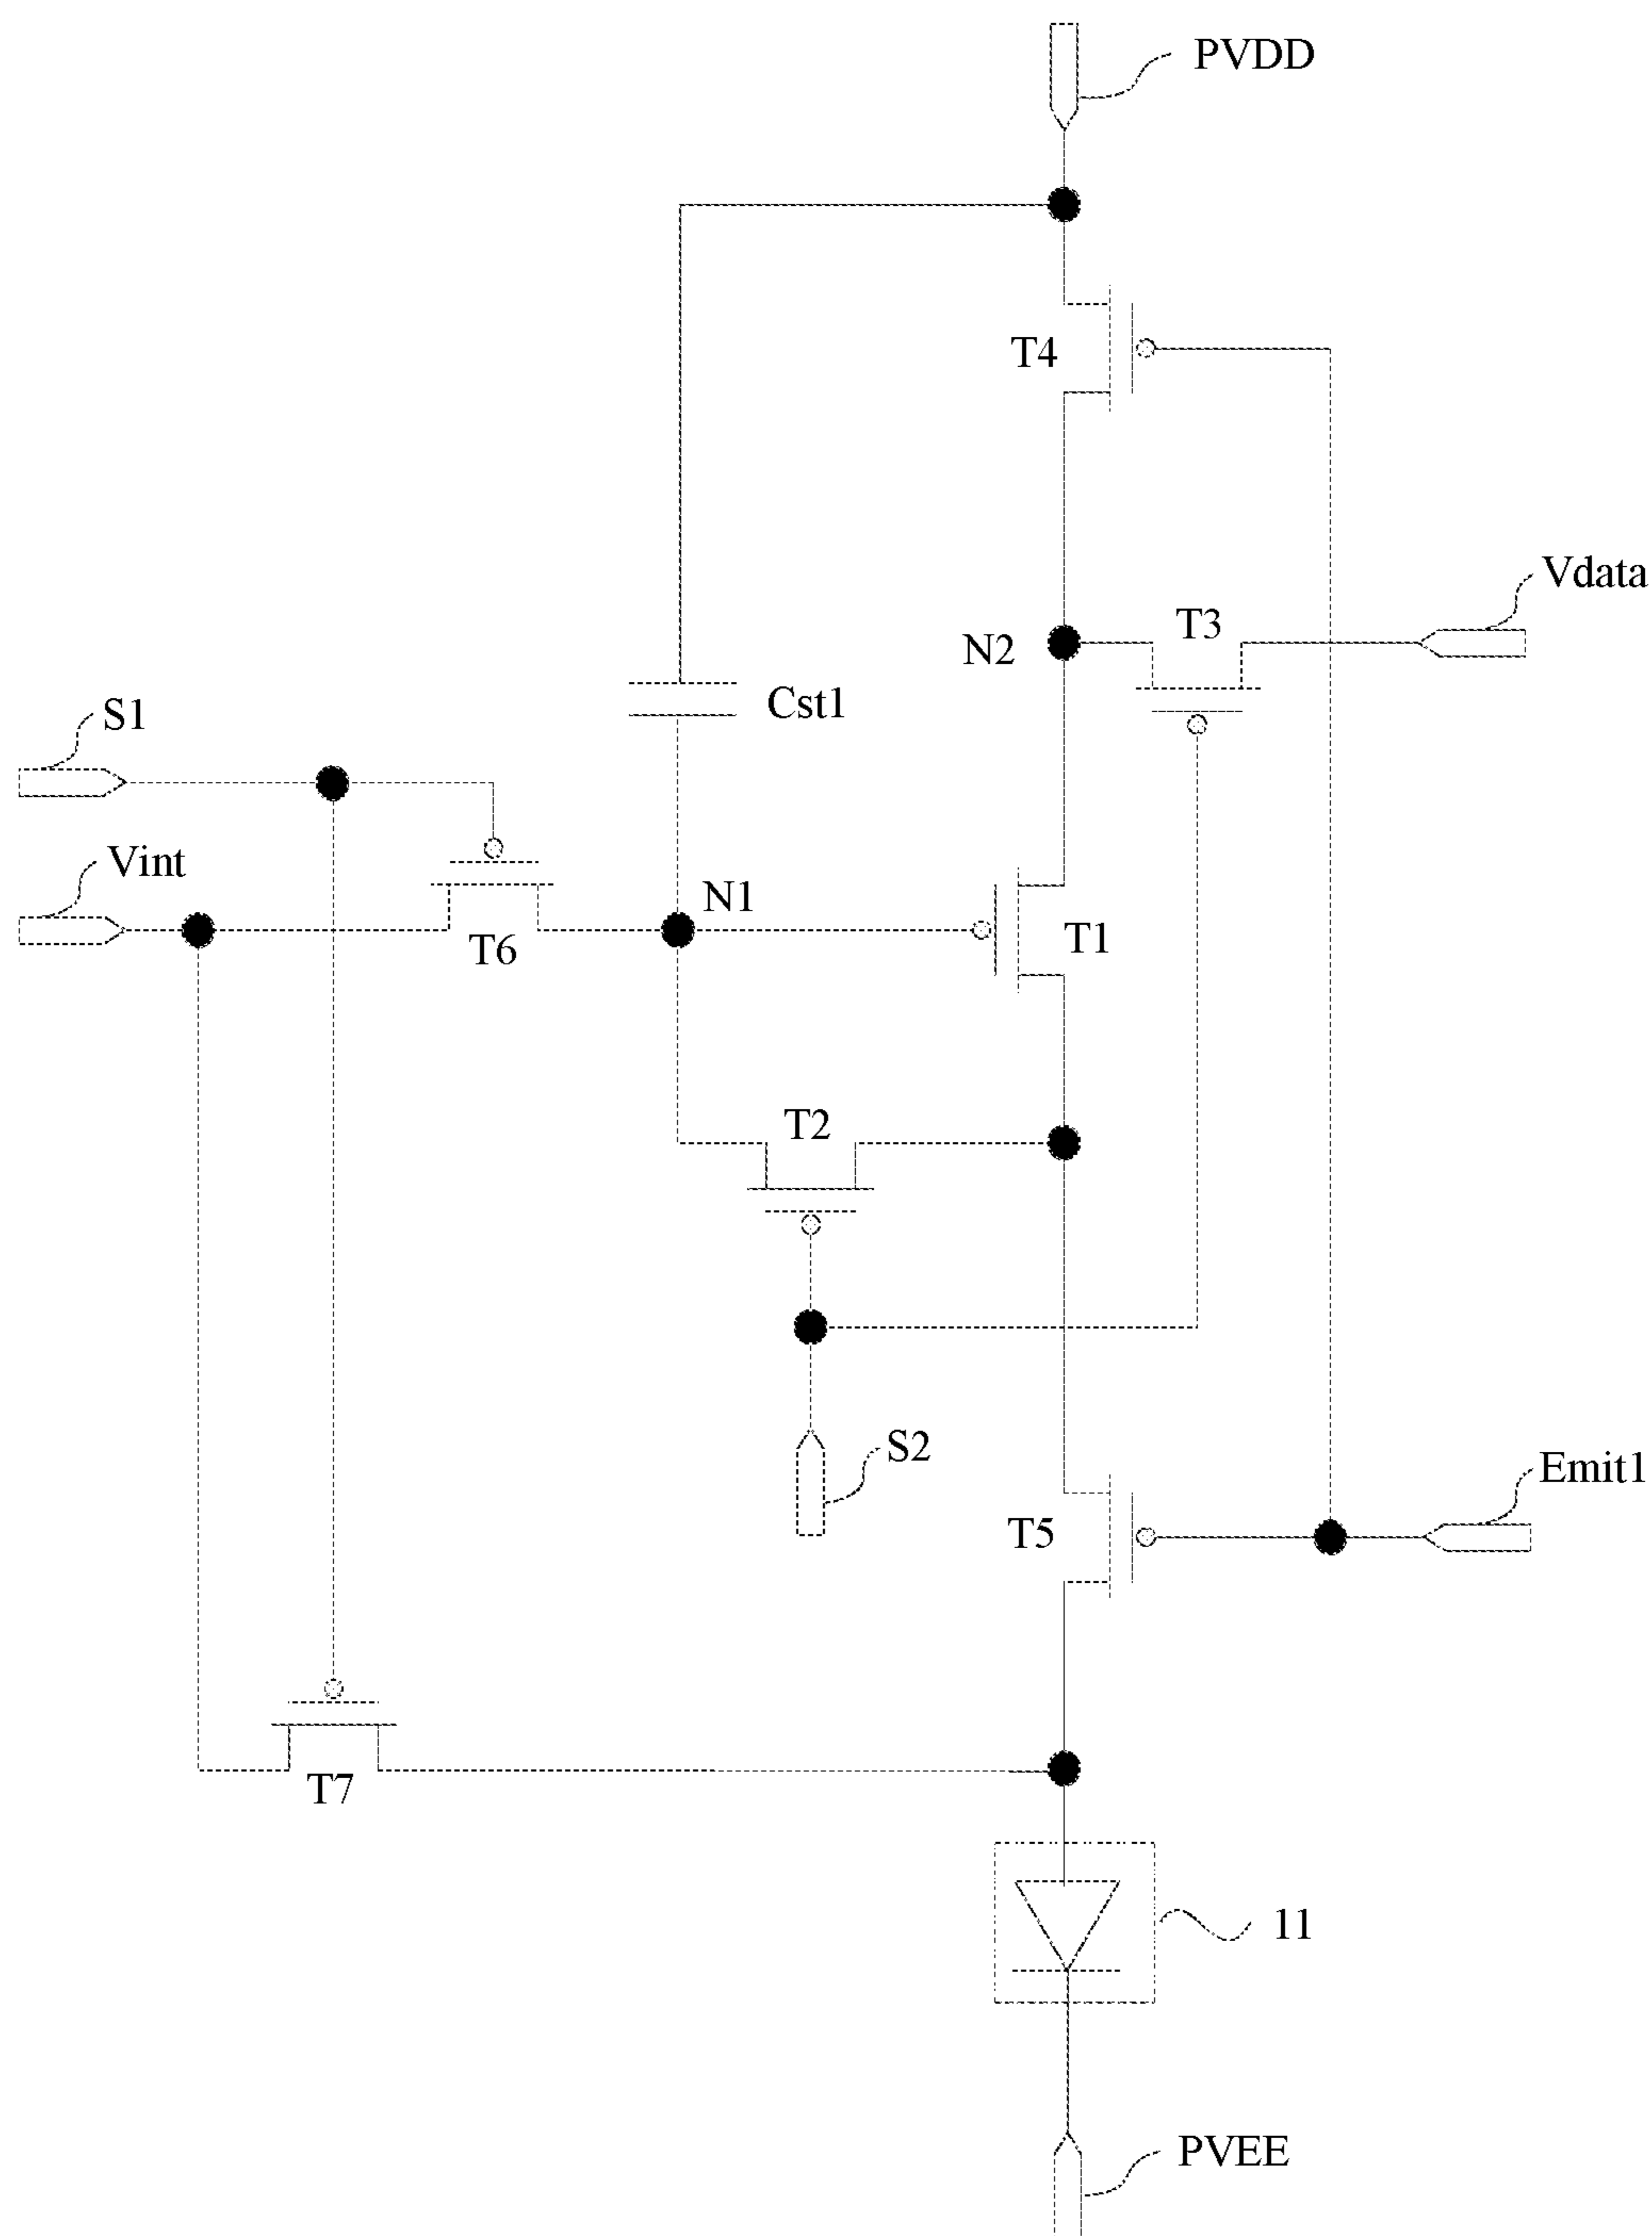 PVDD
T4
Vdata
T3
N2
Cst1
S1
Vint
N1
T1
T6
T2
S2
Emit1
T5
T7
11
PVEE